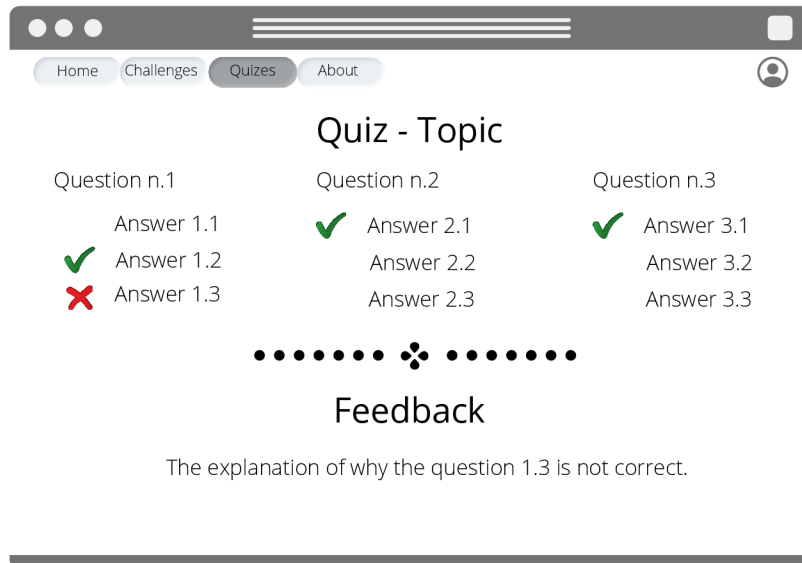 Home Challenges Quizes About
Quiz - Topic
Question n.1
Answer 1.1
Answer 1.2
Answer 1.3
Question n.2
Answer 2.1
Answer 2.2
Answer 2.3
Question n.3
Answer 3.1
Answer 3.2
Answer 3.3
Feedback
The explanation of why the question 1.3 is not correct.